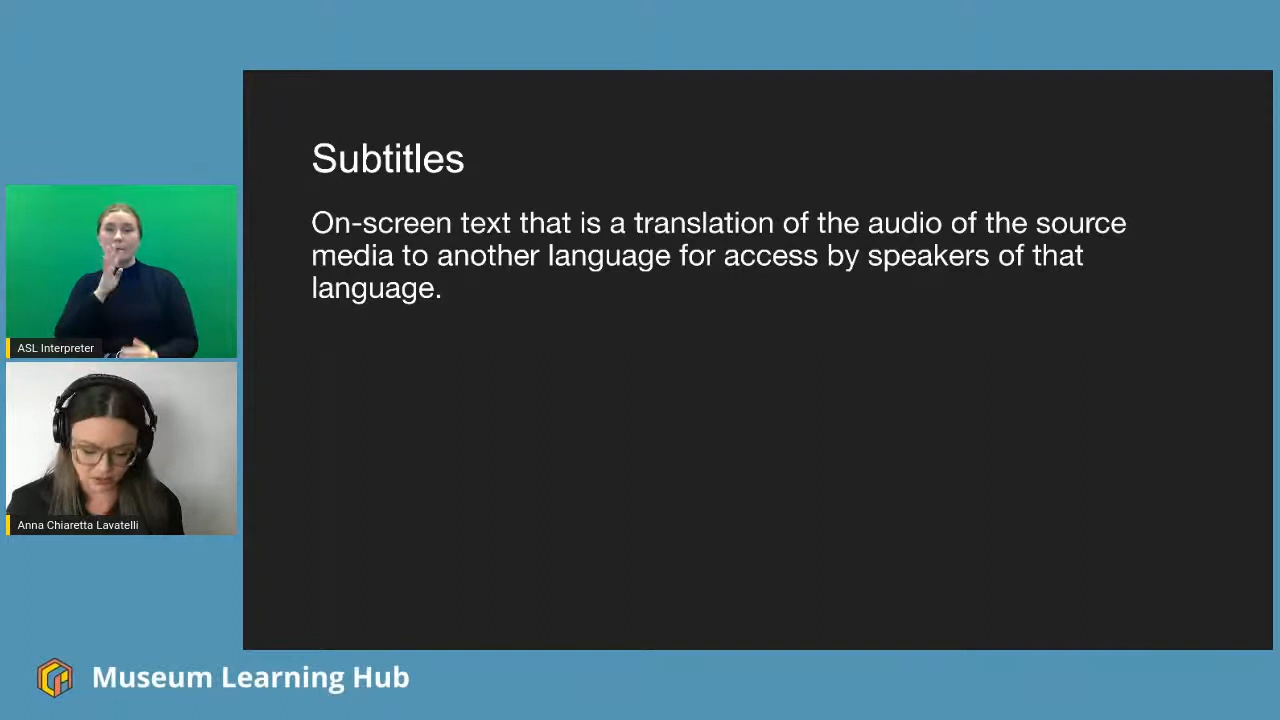 Subtitles
On-screen text that is a translation of the audio of the source
media to another language for access by speakers of that
language.
ASL Interpreter
Anna Chiaretta Lavatelli
Museum Learning Hub